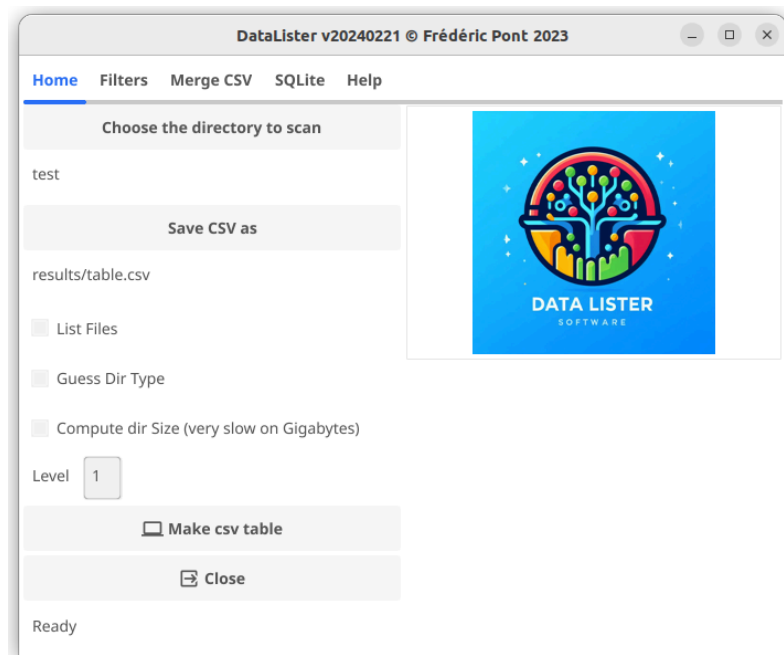 DataLister v20240221 © Frédéric Pont 2023
Home Filters Merge CSV SQLite Help
Choose the directory to scan
test
Save CSV as
results/table.csv
List Files
Guess Dir Type
Compute dir Size (very slow on Gigabytes)
Level 1
Make csv table
Close
Ready
DATA LISTER
SOFTWARE